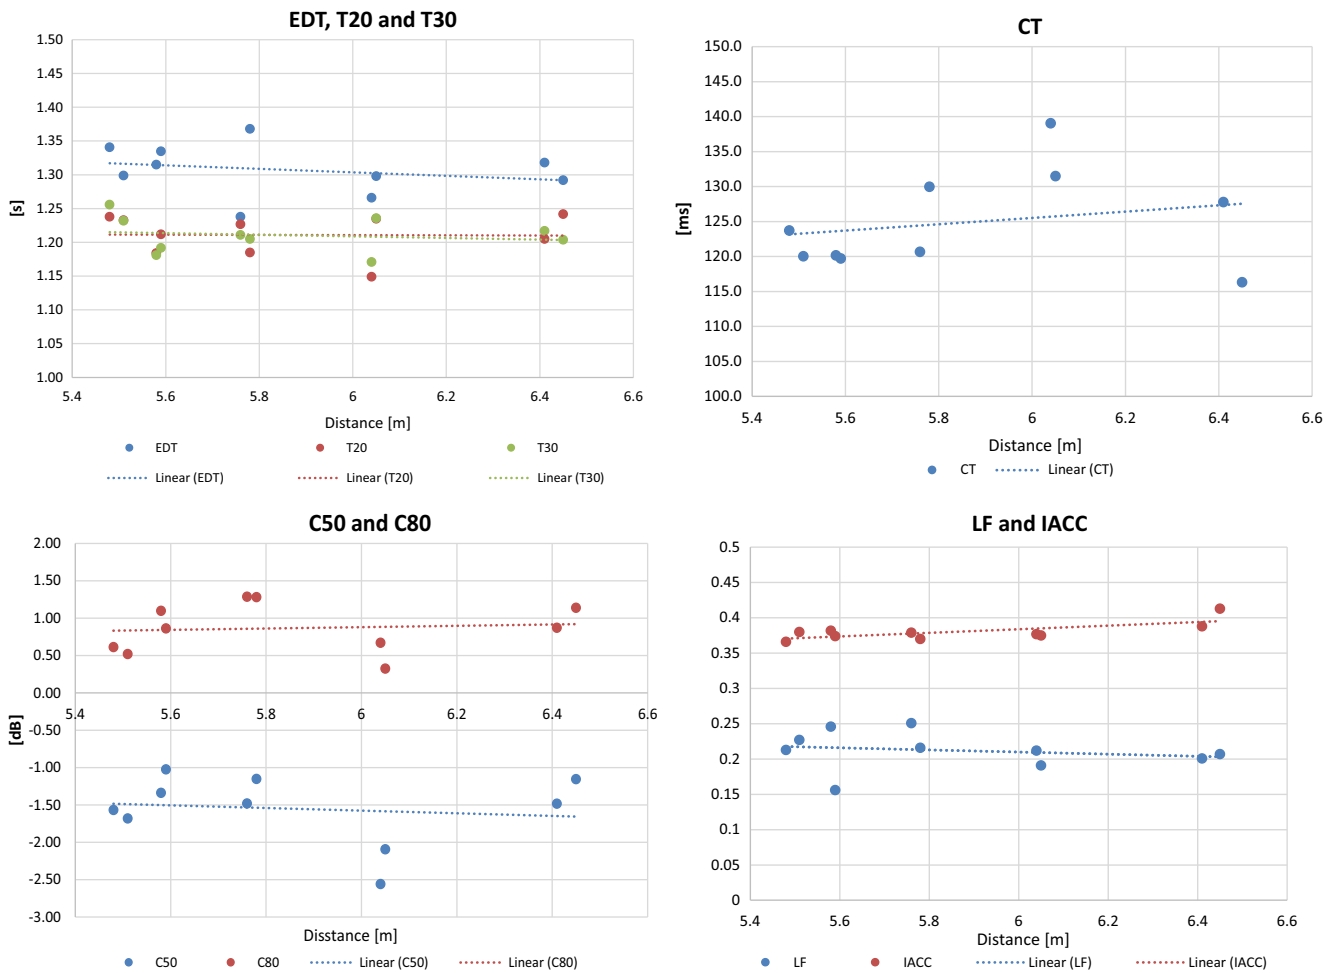 EDT, T20 and T30
1.50
1.45
1.40
1.35
1.30
1.25
1.20
1.15
1.10
1.05
1.00
[s]
5.4 5.6 5.8 6 6.2 6.4 6.6
Distance [m]
EDT T20 T30
Linear (EDT) Linear (T20) Linear (T30)
CT
150.0
145.0
140.0
135.0
130.0
125.0
120.0
115.0
110.0
105.0
100.0
[ms]
5.4 5.6 5.8 6 6.2 6.4 6.6
Distance [m]
CT Linear (CT)
C50 and C80
2.00
1.50
1.00
0.50
0.00
-0.50
-1.00
-1.50
-2.00
-2.50
-3.00
[dB]
5.4 5.6 5.8 6 6.2 6.4 6.6
Disstance [m]
C50 C80 Linear (C50) Linear (C80)
LF and IACC
0.5
0.45
0.4
0.35
0.3
0.25
0.2
0.15
0.1
0.05
0
5.4 5.6 5.8 6 6.2 6.4 6.6
Distance [m]
LF IACC Linear (LF) Linear (IACC)